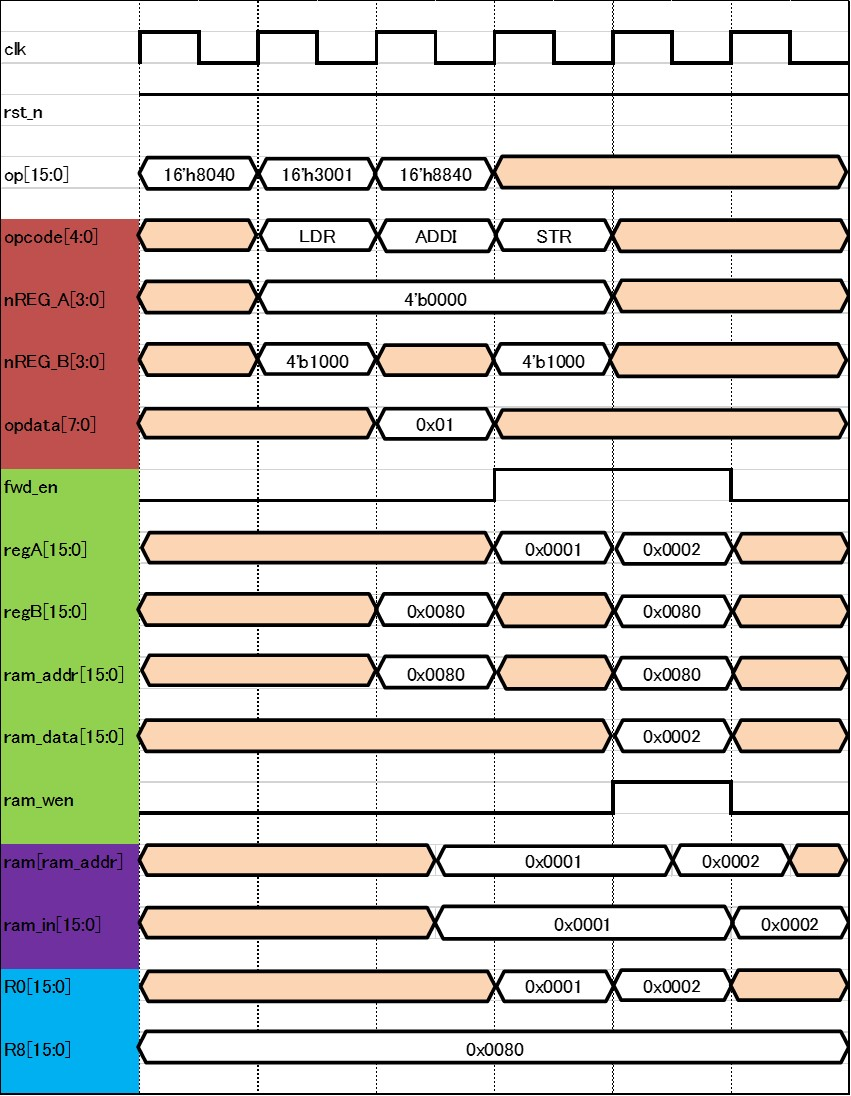 clk
rst_n
op[15:0] 16'h8040 16'h3001 16'h8840
opcode[4:0] LDR ADDI STR
nREG_A[3:0] 4'b0000
nREG_B[3:0] 4'b1000 4'b1000
opdata[7:0] 0x01
fwd_en
regA[15:0] 0x0001 0x0002
regB[15:0] 0x0080 0x0080
ram_addr[15:0] 0x0080 0x0080
ram_data[15:0] 0x0002
ram_wen
ram[ram_addr] 0x0001 0x0002
ram_in[15:0] 0x0001 0x0002
R0[15:0] 0x0001 0x0002
R8[15:0] 0x0080